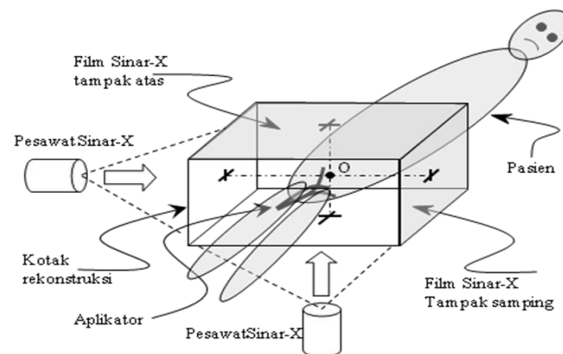 Film Sinar-X
tampak atas
PesawatSinar-X
O
Pasien
Kotak
rekonstruksi
Aplikator
Film Sinar-X
Tampak samping
PesawatSinar-X